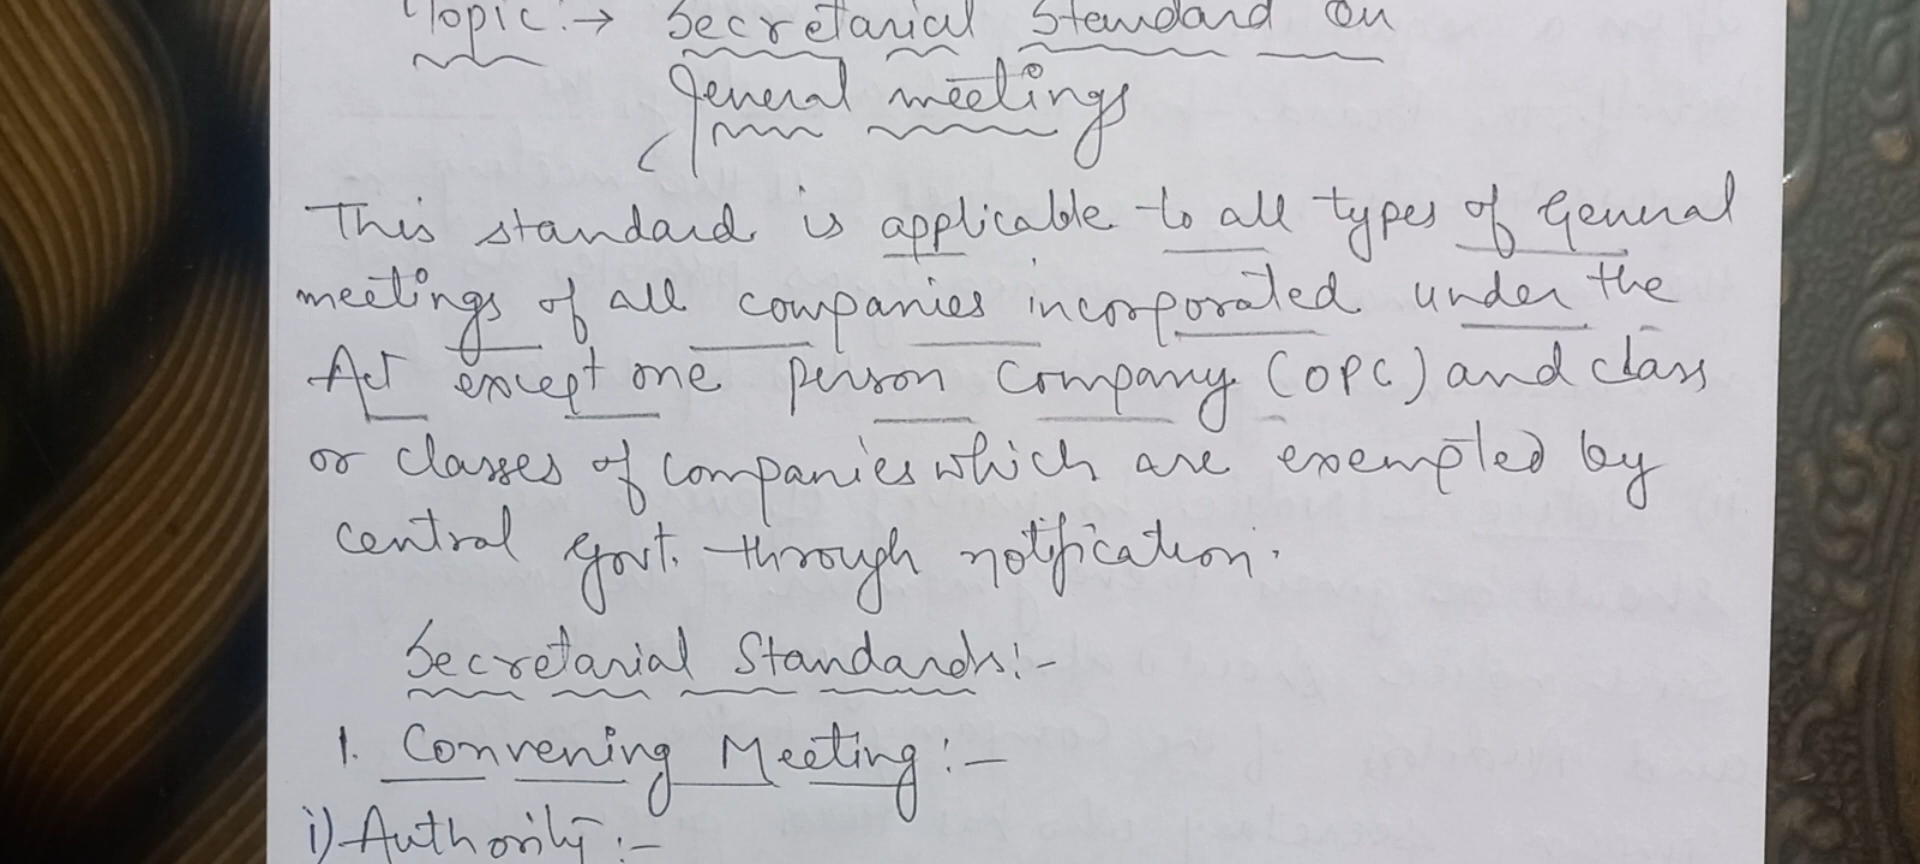 Topic:→ Secretarial Standard on
General meetings
This standard is applicable to all types of General
meetings of all companies incorporated under the
Act except one person Company (OPC) and class
or classes of companies which are exempted by
central govt. through notification.
Secretarial Standards:-
1. Convening Meeting:-
i) Authority:-